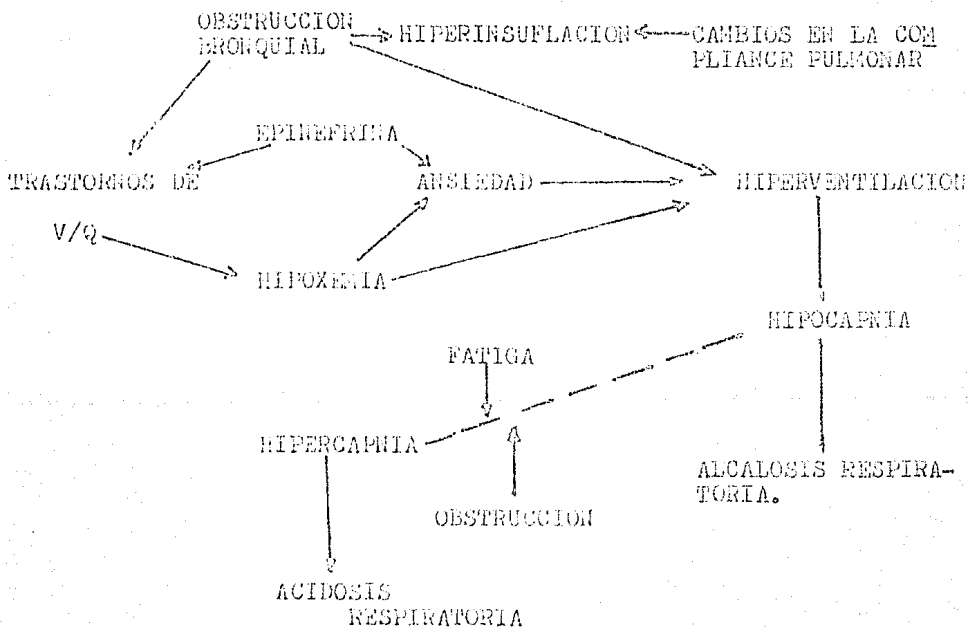 OBSTRUCCION
BRONQUIAL
HIPERINSUFLACION
CAMBIOS EN LA COM
PLIANCE PULMONAR
EPINEFRINA
TRASTORNOS DE
ANSIEDAD
HIPERVENTILACION
V/Q
HIPOXEMIA
HIPOCAPNIA
FATIGA
HIPERCAPNIA
ALCALOSIS RESPIRA-
TORIA.
OBSTRUCCION
ACIDOSIS
RESPIRATORIA